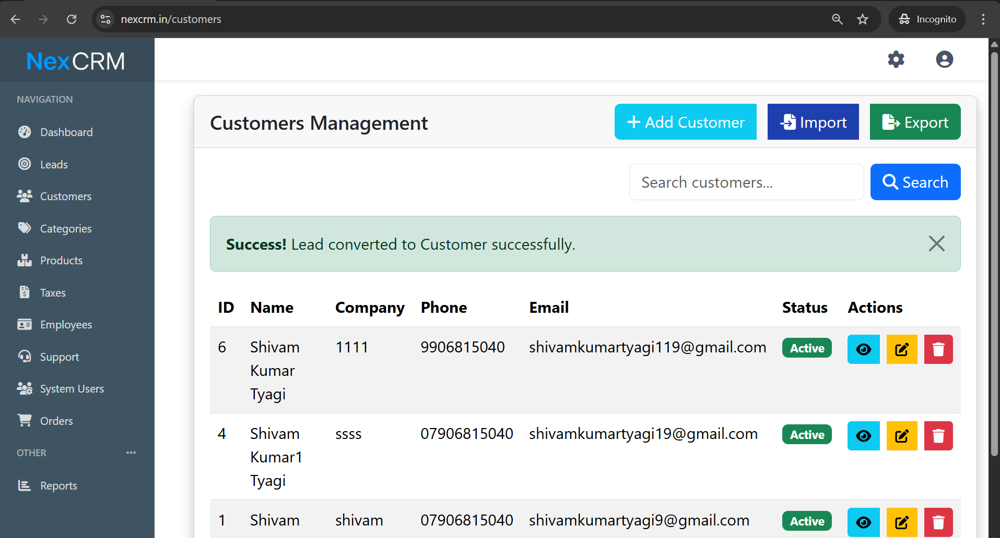 nexcrm.in/customers
Incognito
NexCRM
NAVIGATION
Dashboard
Leads
Customers
Categories
Products
Taxes
Employees
Support
System Users
Orders
OTHER
Reports
Customers Management
Add Customer
Import
Export
Search customers...
Search
Success! Lead converted to Customer successfully.
ID Name Company Phone Email Status Actions
6 Shivam 1111 9906815040 shivamkumartyagi119@gmail.com Active
Kumar
Tyagi
4 Shivam ssss 07906815040 shivamkumartyagi19@gmail.com Active
Kumar1
Tyagi
1 Shivam shivam 07906815040 shivamkumartyagi9@gmail.com Active